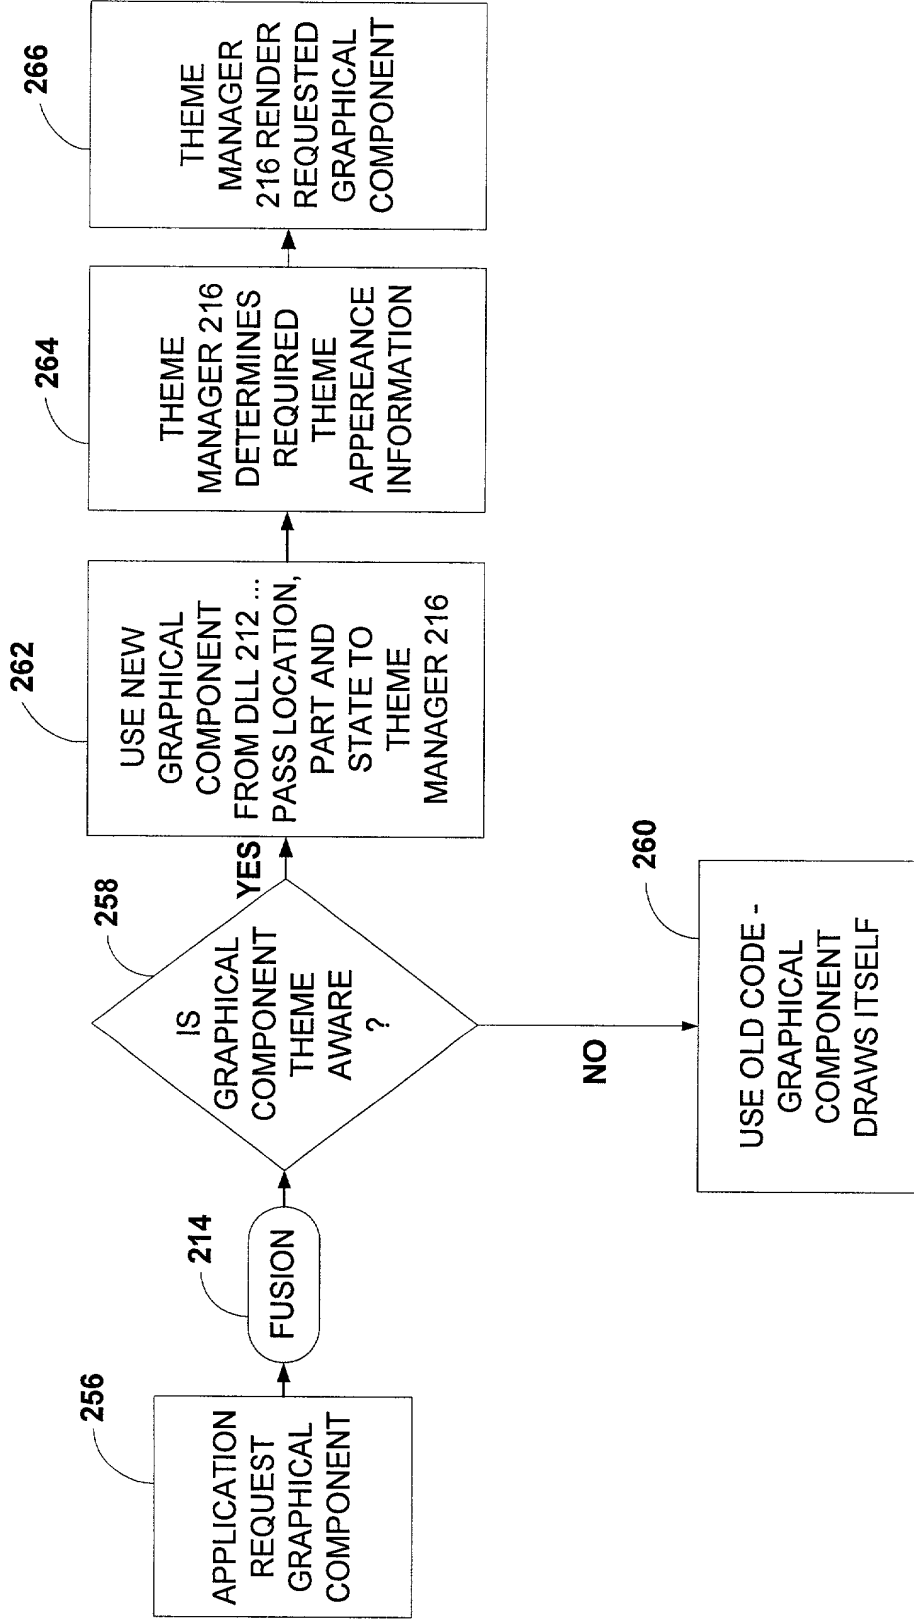 256
APPLICATION
REQUEST
GRAPHICAL
COMPONENT
214
FUSION
258
IS
GRAPHICAL
COMPONENT
THEME
AWARE
?
YES
NO
260
USE OLD CODE -
GRAPHICAL
COMPONENT
DRAWS ITSELF
262
USE NEW
GRAPHICAL
COMPONENT
FROM DLL 212 ...
PASS LOCATION,
PART AND
STATE TO
THEME
MANAGER 216
264
THEME
MANAGER 216
DETERMINES
REQUIRED
THEME
APPEREANCE
INFORMATION
266
THEME
MANAGER
216 RENDER
REQUESTED
GRAPHICAL
COMPONENT